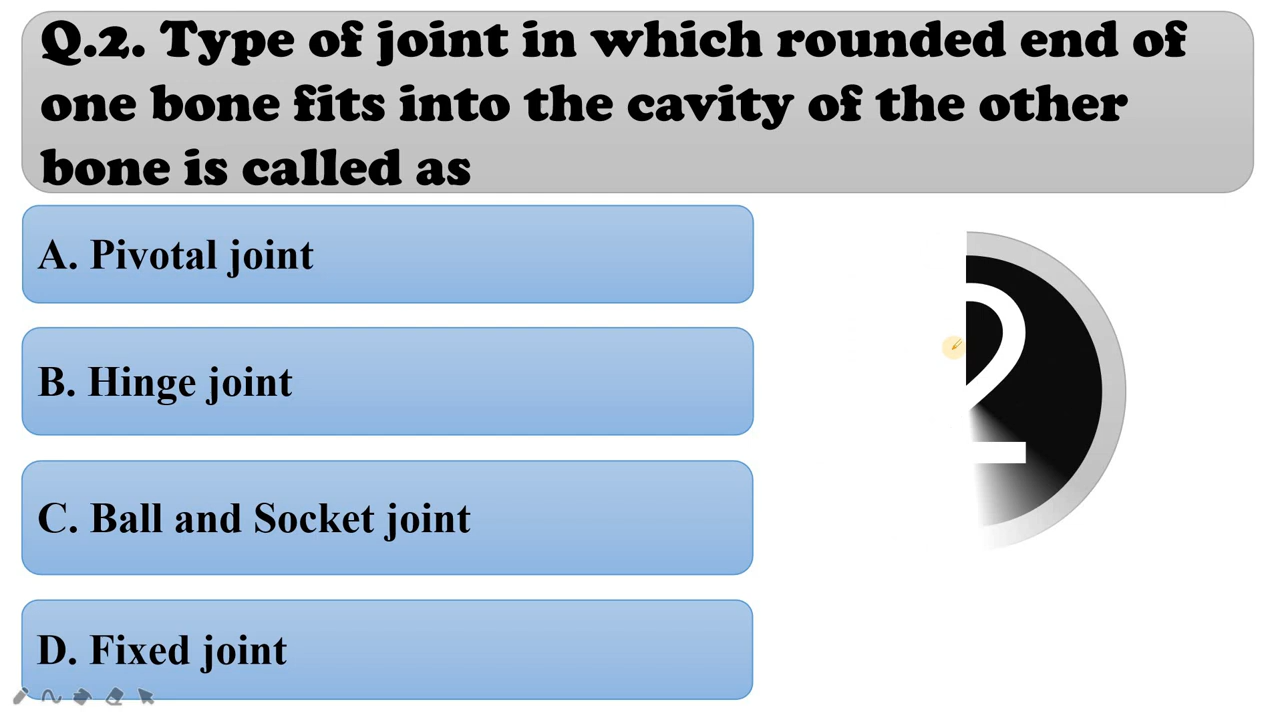 Q.2. Type of joint in which rounded end of
one bone fits into the cavity of the other
bone is called as
A. Pivotal joint
B. Hinge joint
C. Ball and Socket joint
D. Fixed joint
2